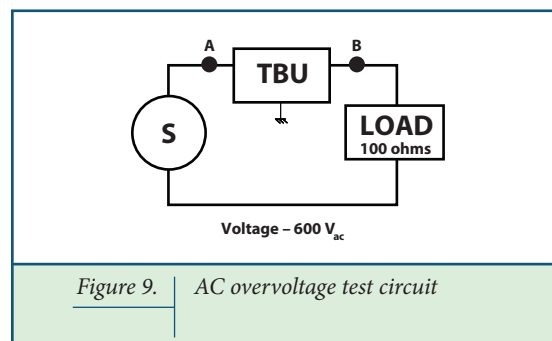 A
B
TBU
S
LOAD
100 ohms
Voltage – 600 Vac
Figure 9. AC overvoltage test circuit